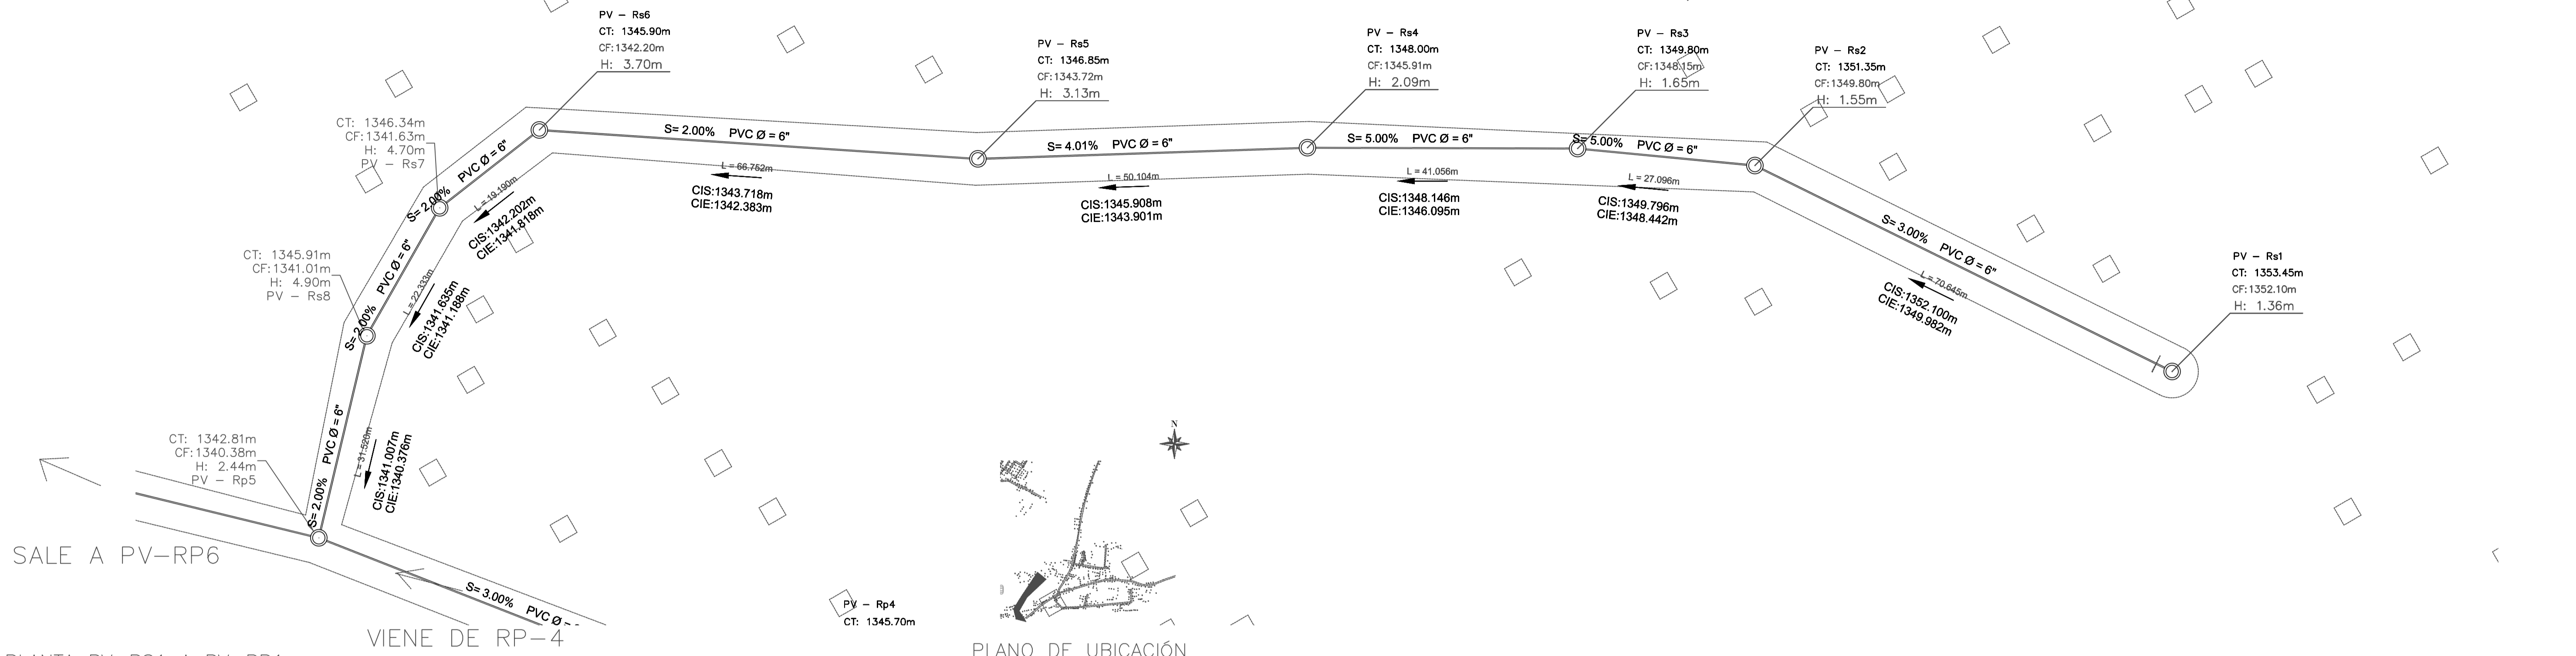 PV - Rs6
CT: 1345.90m
CF:1342.20m
H: 3.70m
PV - Rs5
CT: 1346.85m
CF:1343.72m
H: 3.13m
PV - Rs4
CT: 1348.00m
CF:1345.91m
H: 2.09m
PV - Rs3
CT: 1349.80m
CF:1348.15m
H: 1.65m
PV - Rs2
CT: 1351.35m
CF:1349.80m
H: 1.55m
CT: 1346.34m
CF:1341.63m
H: 4.70m
PV - Rs7
S= 2.00% PVC Ø = 6"
L = 19.190m
CIS:1342.202m
CIE:1341.818m
S= 2.00% PVC Ø = 6"
L = 66.752m
CIS:1343.718m
CIE:1342.383m
S= 4.01% PVC Ø = 6"
L = 50.104m
CIS:1345.908m
CIE:1343.901m
S= 5.00% PVC Ø = 6"
L = 41.056m
CIS:1348.146m
CIE:1346.095m
S= 5.00% PVC Ø = 6"
L = 27.096m
CIS:1349.796m
CIE:1348.442m
S= 3.00% PVC Ø = 6"
L = 70.645m
CIS:1352.100m
CIE:1349.982m
PV - Rs1
CT: 1353.45m
CF:1352.10m
H: 1.36m
CT: 1345.91m
CF:1341.01m
H: 4.90m
PV - Rs8
S= 2.00% PVC Ø = 6"
L = 22.333m
CIS:1341.635m
CIE:1341.188m
S= 2.00% PVC Ø = 6"
L = 31.520m
CIS:1341.007m
CIE:1340.376m
CT: 1342.81m
CF:1340.38m
H: 2.44m
PV - Rp5
N
SALE A PV-RP6
S= 3.00% PVC Ø -
VIENE DE RP-4
PV - Rp4
CT: 1345.70m
PLANO DE UBICACIÓN